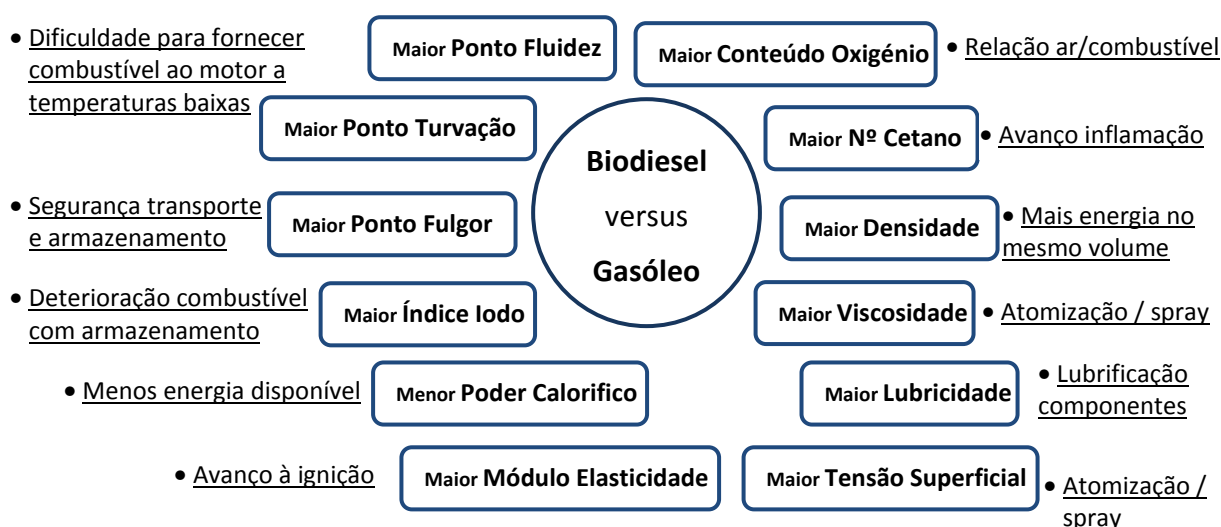 • Dificuldade para fornecer
combustível ao motor a
temperaturas baixas
Maior Ponto Fluidez
Maior Conteúdo Oxigénio
• Relação ar/combustível
Maior Ponto Turvação
Maior Nº Cetano
• Avanço inflamação
Biodiesel
versus
Gasóleo
• Segurança transporte
e armazenamento
Maior Ponto Fulgor
Maior Densidade
• Mais energia no
mesmo volume
• Deterioração combustível
com armazenamento
Maior Índice Iodo
Maior Viscosidade
• Atomização / spray
• Menos energia disponível
Menor Poder Calorifico
Maior Lubricidade
• Lubrificação
componentes
• Avanço à ignição
Maior Módulo Elasticidade
Maior Tensão Superficial
• Atomização /
spray